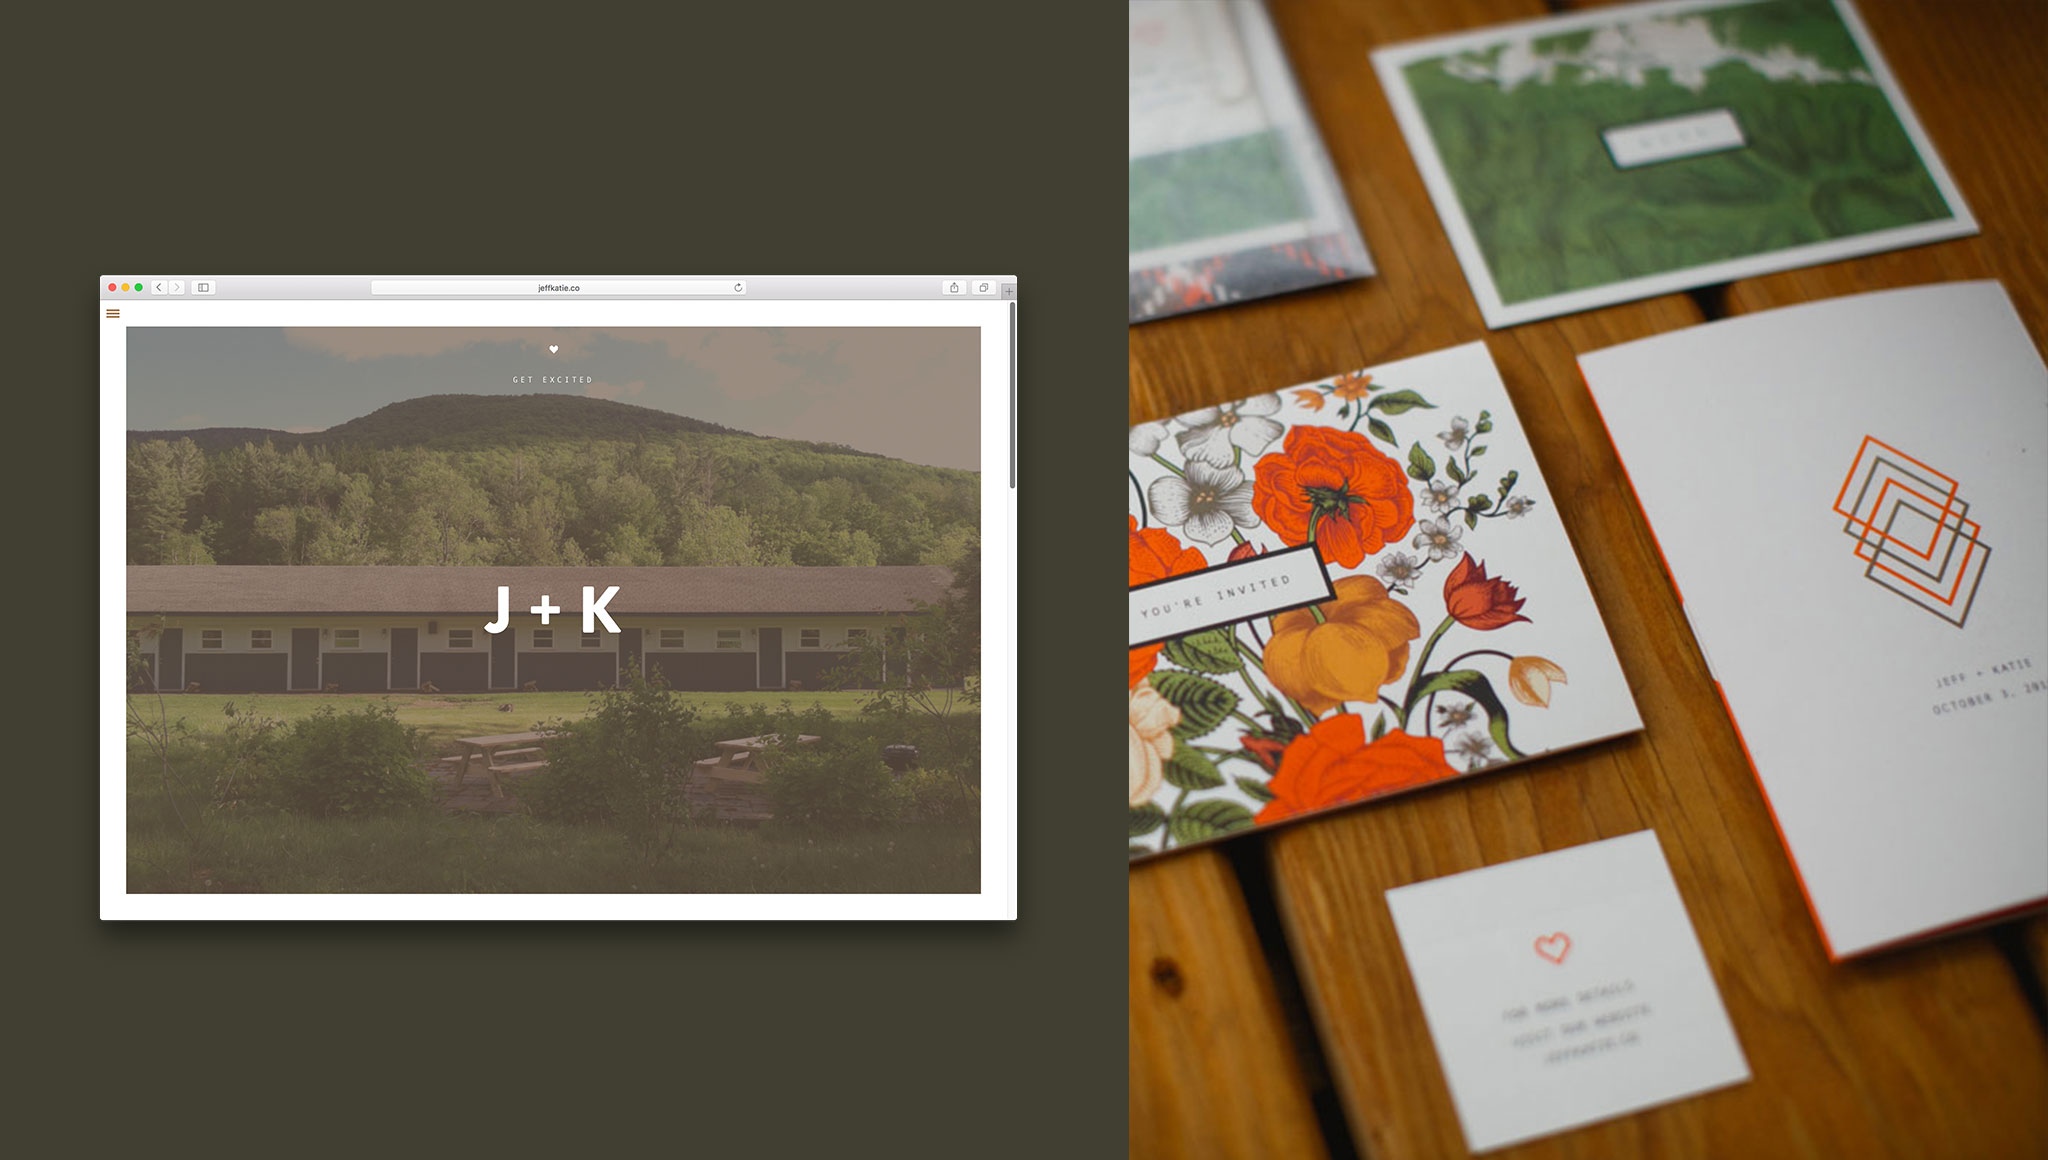 jeffkatie.co
GET EXCITED
J + K
YOU'RE INVITED
JEFF + KATIE
OCTOBER 3, 201
FOR MORE DETAILS
VISIT OUR WEBSITE
JEFFKATIE.CO